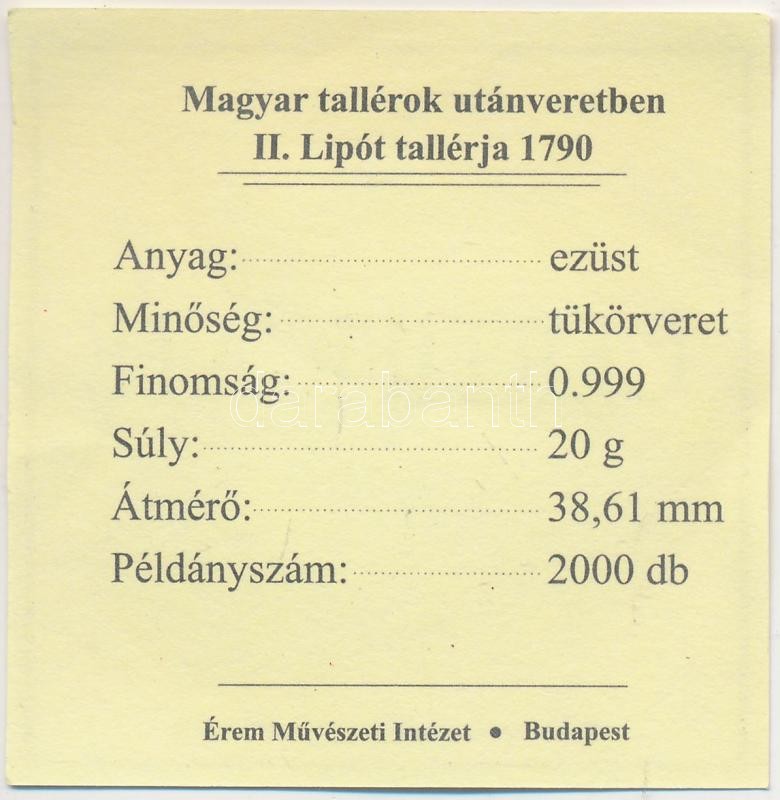 Magyar tallérok utánveretben
II. Lipót tallérja 1790
Anyag: ezüst
Minőség: tükörveret
Finomság: 0.999
Súly: 20 g
Átmérő: 38,61 mm
Példányszám: 2000 db
Érem Művészeti Intézet • Budapest
darabanth